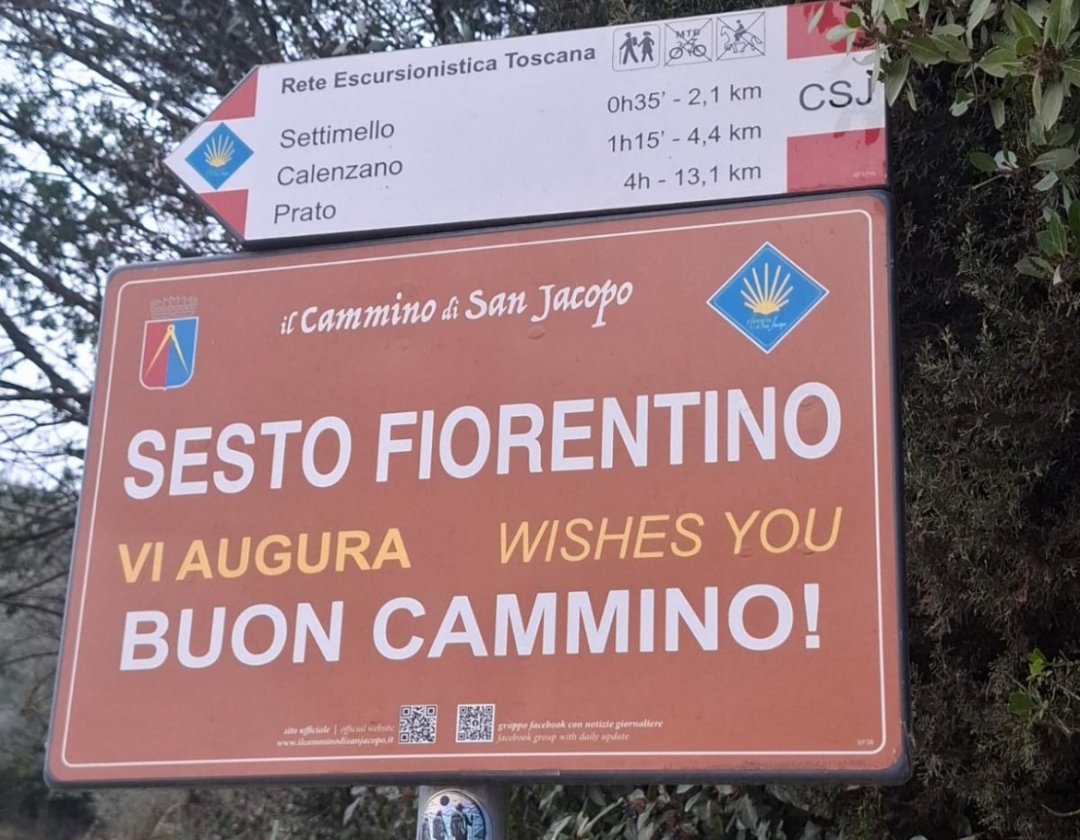 Rete Escursionistica Toscana
MTB
Settimello 0h35' - 2,1 km
Calenzano 1h15' - 4,4 km
Prato 4h - 13,1 km
CSJ
il Cammino di San Jacopo
SESTO FIORENTINO
VI AUGURA WISHES YOU
BUON CAMMINO!
sito ufficiale | official website
www.ilcamminodisanjacopo.it
gruppo facebook con notizie giornaliere
facebook group with daily update